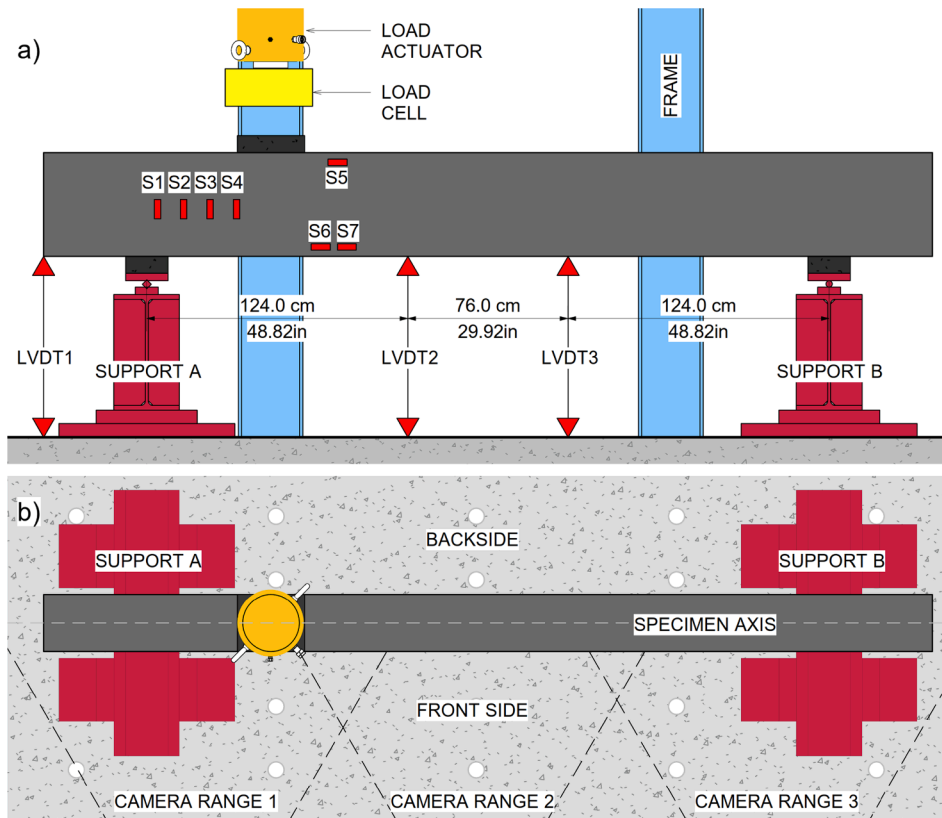 a)
LOAD
ACTUATOR
LOAD
CELL
FRAME
S1 S2 S3 S4
S5
S6 S7
124.0 cm
48.82in
76.0 cm
29.92in
124.0 cm
48.82in
LVDT1
SUPPORT A
LVDT2
LVDT3
SUPPORT B
b)
BACKSIDE
SUPPORT A
SUPPORT B
SPECIMEN AXIS
FRONT SIDE
CAMERA RANGE 1
CAMERA RANGE 2
CAMERA RANGE 3